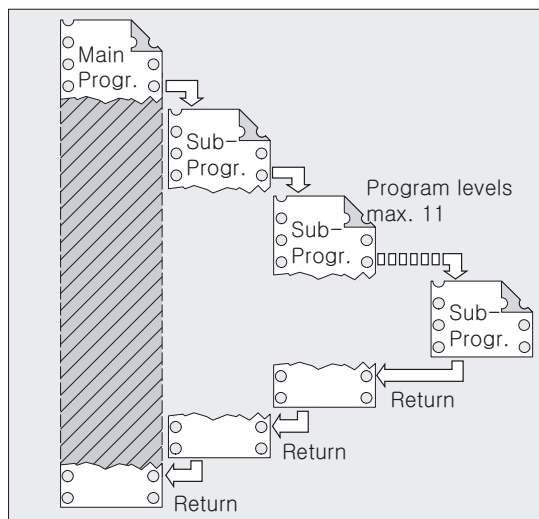 Main
Progr.
Sub-
Progr.
Program levels
max. 11
Sub-
Progr.
Sub-
Progr.
Return
Return
Return